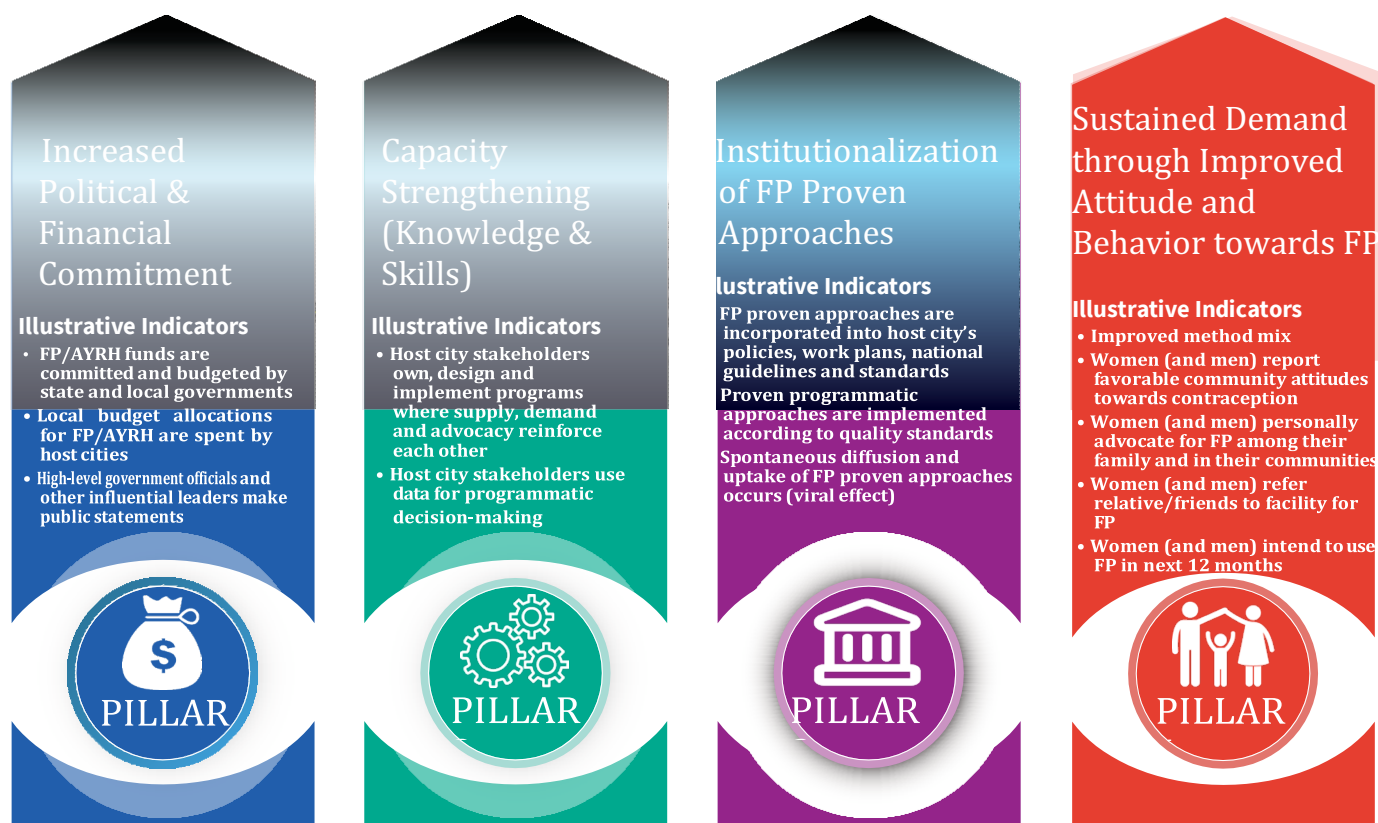 Increased
Political &
Financial
Commitment
Illustrative Indicators
• FP/AYRH funds are
committed and budgeted by
state and local governments
• Local budget allocations
for FP/AYRH are spent by
host cities
• High-level government officials and
other influential leaders make
public statements
PILLAR
Capacity
Strengthening
(Knowledge &
Skills)
Illustrative Indicators
• Host city stakeholders
own, design and
implement programs
where supply, demand
and advocacy reinforce
each other
• Host city stakeholders use
data for programmatic
decision-making
PILLAR
Institutionalization
of FP Proven
Approaches
lustrative Indicators
FP proven approaches are
incorporated into host city’s
policies, work plans, national
guidelines and standards
Proven programmatic
approaches are implemented
according to quality standards
Spontaneous diffusion and
uptake of FP proven approaches
occurs (viral effect)
PILLAR
Sustained Demand
through Improved
Attitude and
Behavior towards FP
Illustrative Indicators
• Improved method mix
• Women (and men) report
favorable community attitudes
towards contraception
• Women (and men) personally
advocate for FP among their
family and in their communities
• Women (and men) refer
relative/friends to facility for
FP
• Women (and men) intend to use
FP in next 12 months
PILLAR